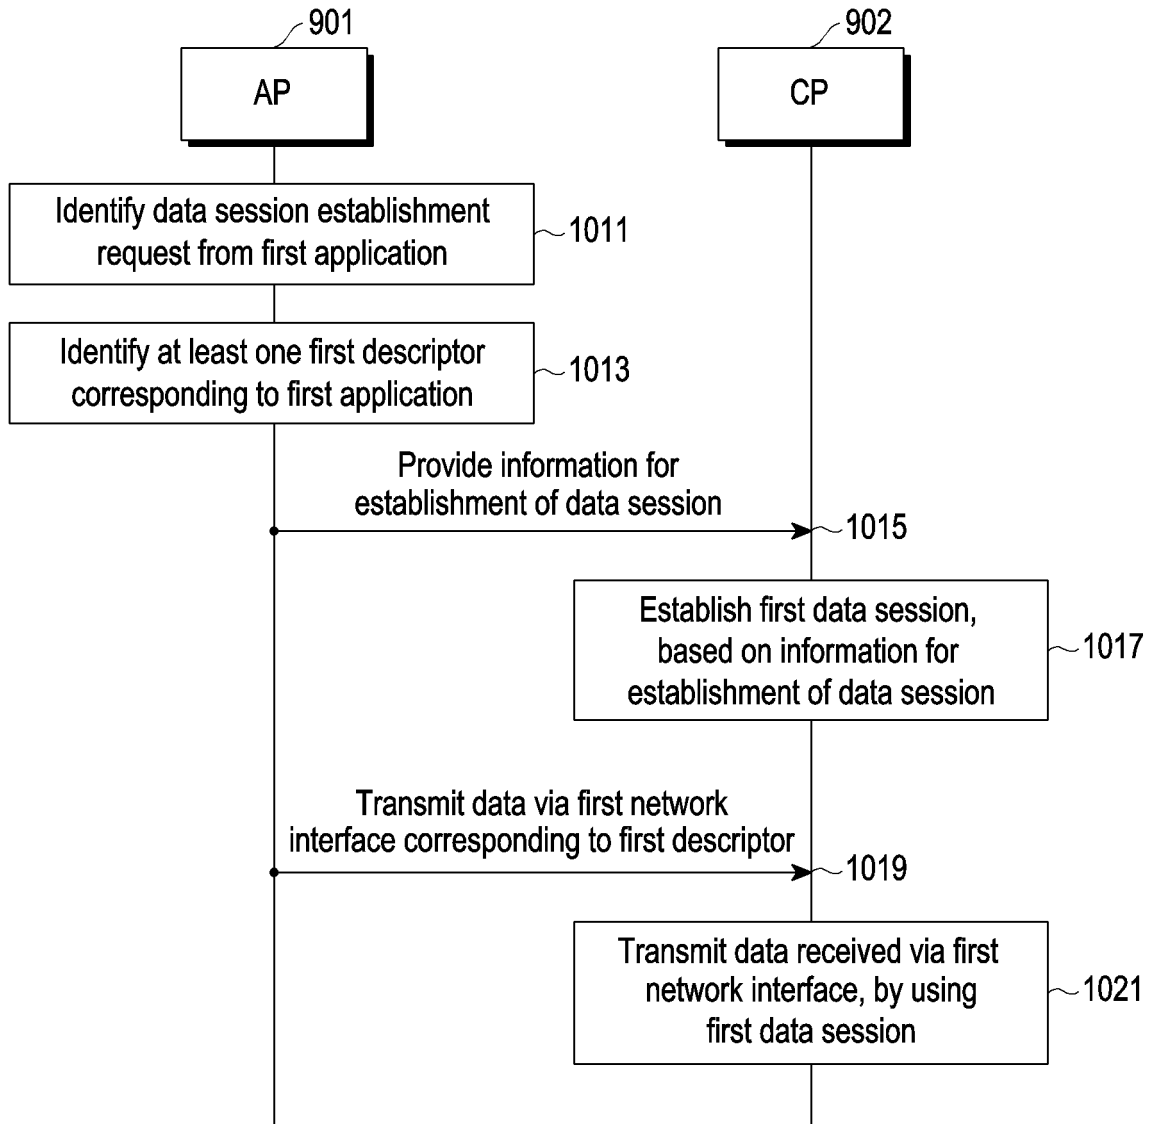 901
902
AP
CP
Identify data session establishment
request from first application
1011
Identify at least one first descriptor
corresponding to first application
1013
Provide information for
establishment of data session
1015
Establish first data session,
based on information for
establishment of data session
1017
Transmit data via first network
interface corresponding to first descriptor
1019
Transmit data received via first
network interface, by using
first data session
1021